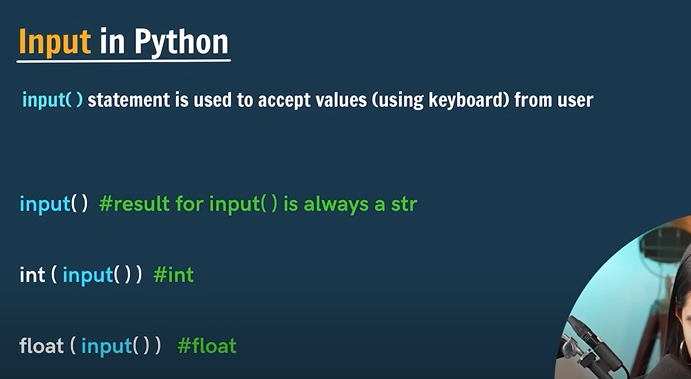 Input in Python
input( ) statement is used to accept values (using keyboard) from user
input( ) #result for input( ) is always a str
int ( input( ) ) #int
float ( input( ) ) #float